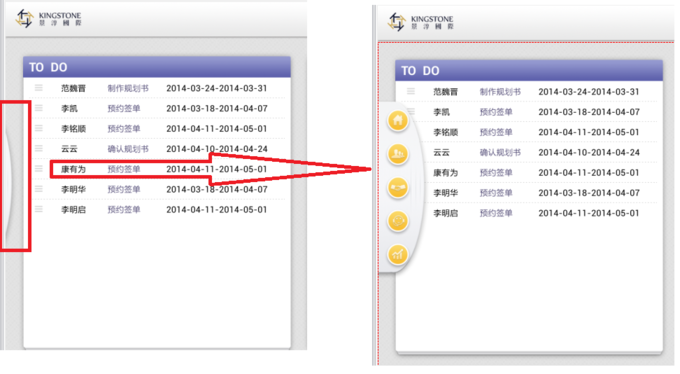 KINGSTONE
景淳國際
TO DO
范魏晋 制作规划书 2014-03-24-2014-03-31
李凯 预约签单 2014-03-18-2014-04-07
李铭顺 预约签单 2014-04-11-2014-05-01
云云 确认规划书 2014-04-10-2014-04-24
康有为 预约签单 2014-04-11-2014-05-01
李明华 预约签单 2014-03-18-2014-04-07
李明启 预约签单 2014-04-11-2014-05-01
KINGSTONE
景淳國際
TO DO
范魏晋 制作规划书 2014-03-24-2014-03-31
李凯 预约签单 2014-03-18-2014-04-07
李铭顺 预约签单 2014-04-11-2014-05-01
云云 确认规划书 2014-04-10-2014-04-24
康有为 预约签单 2014-04-11-2014-05-01
李明华 预约签单 2014-03-18-2014-04-07
李明启 预约签单 2014-04-11-2014-05-01